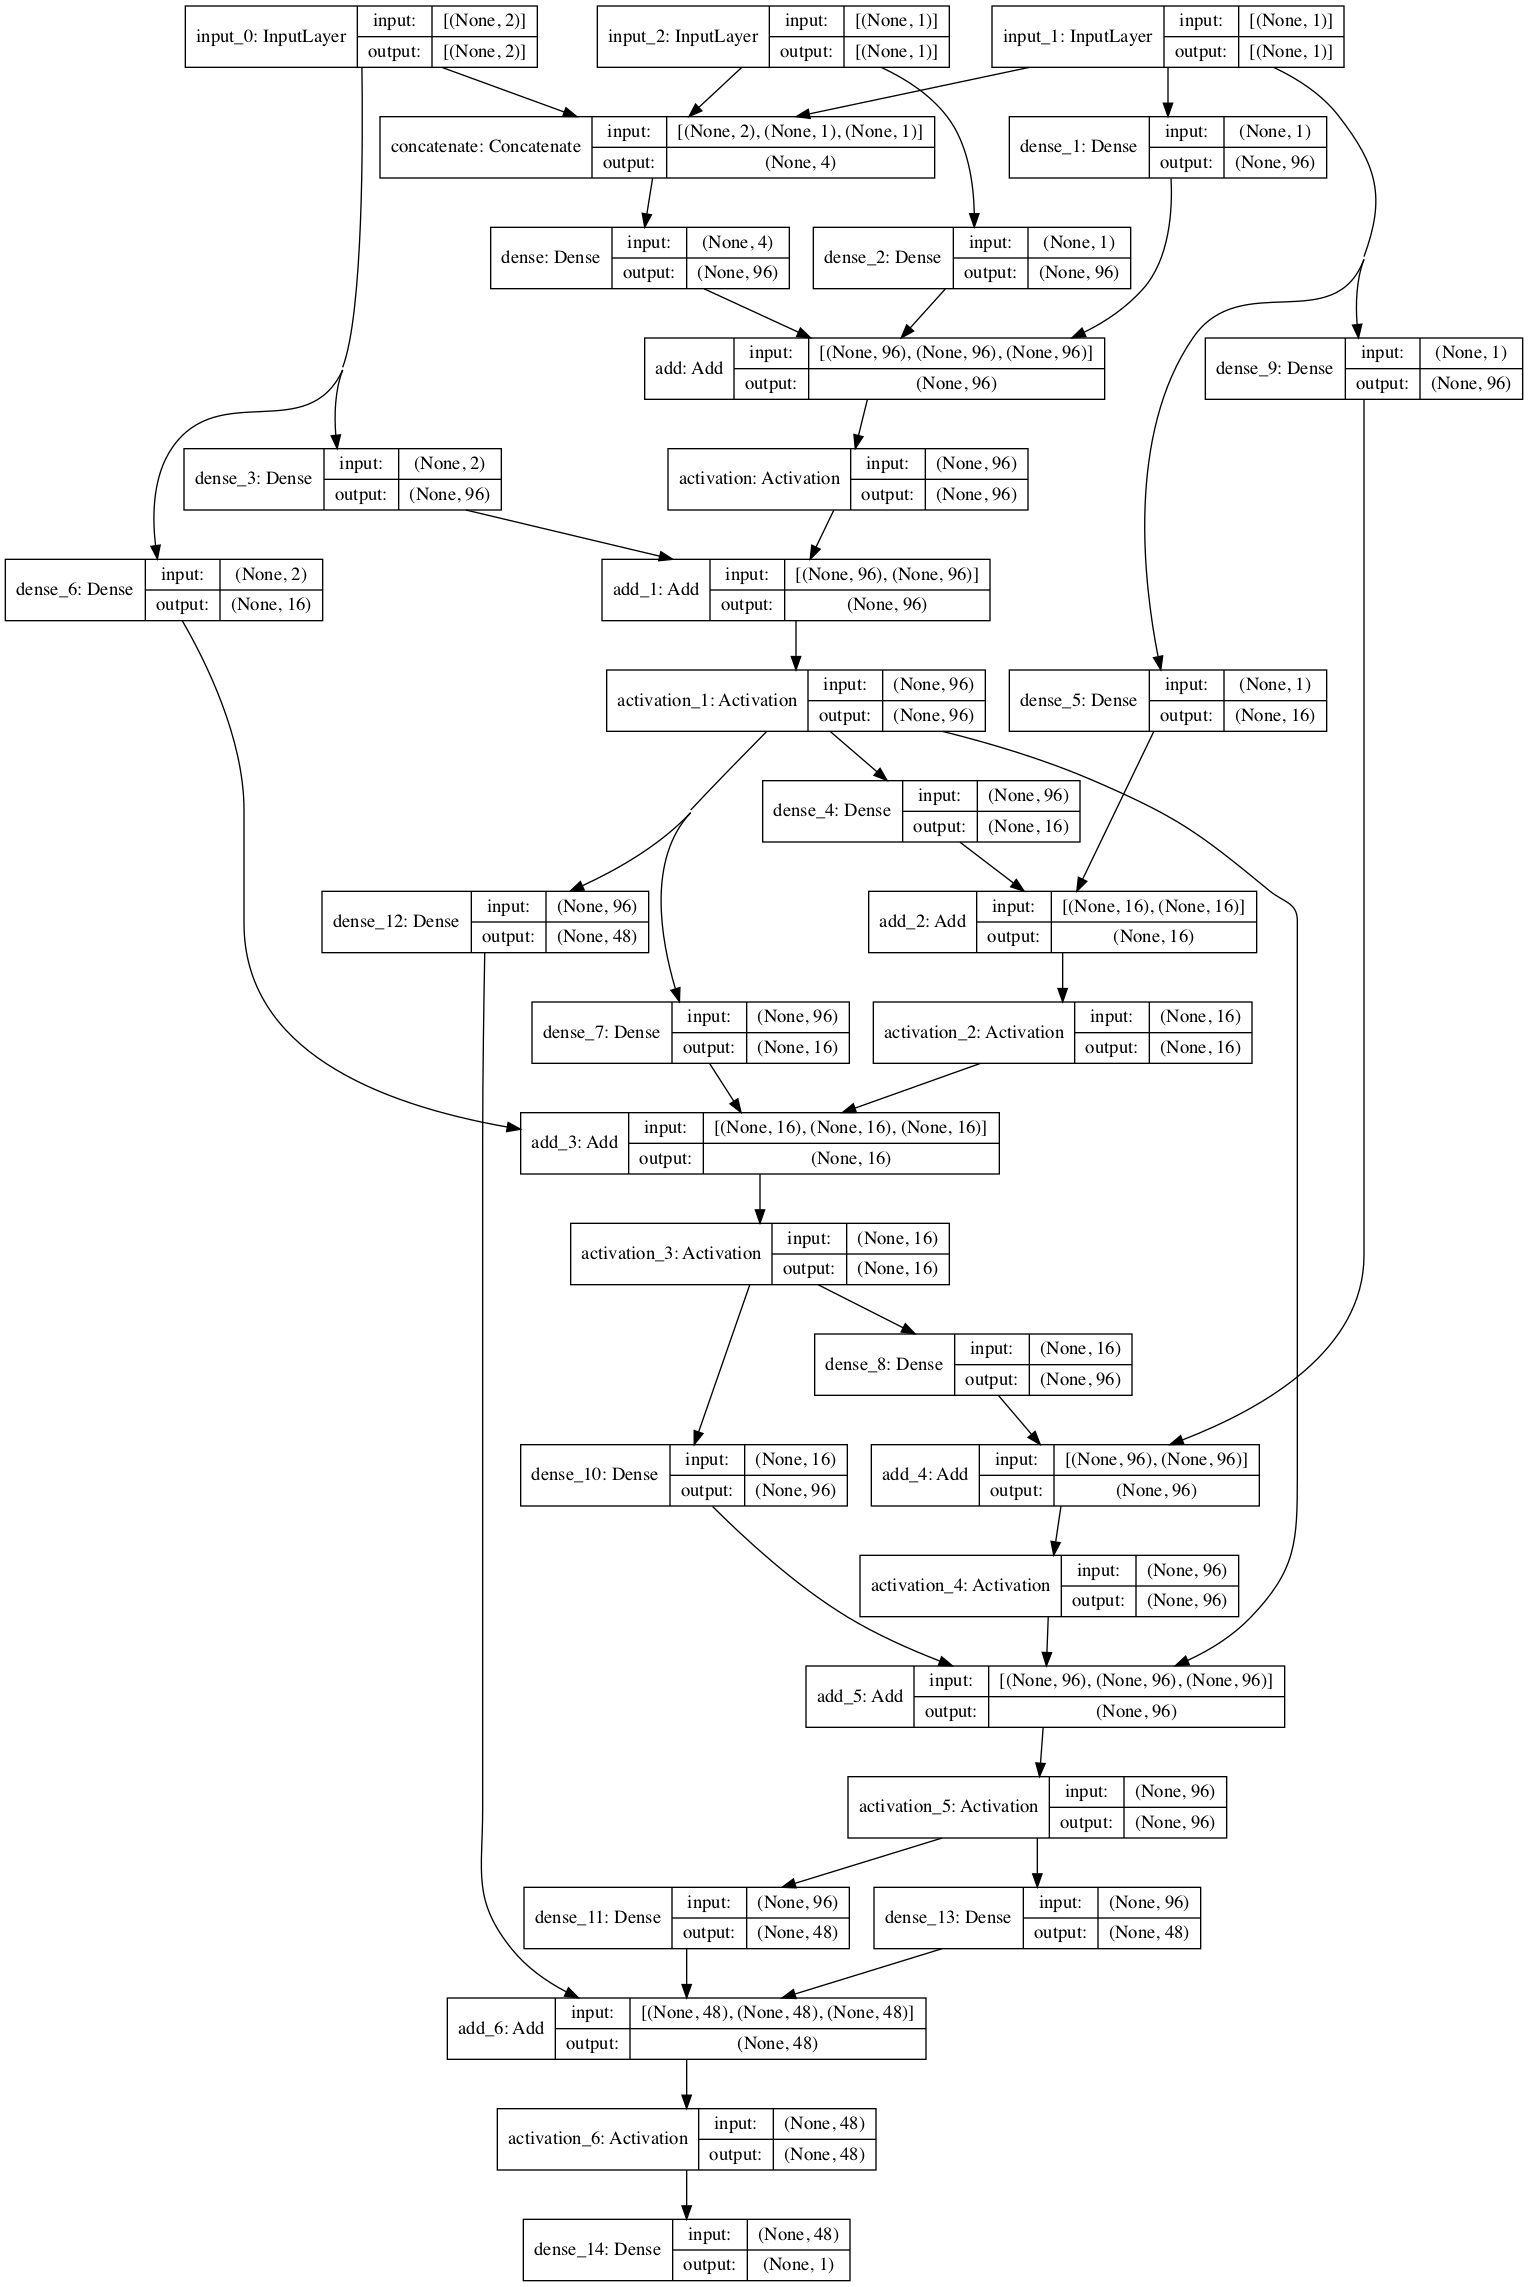 input_0: InputLayer input: [(None, 2)]
output: [(None, 2)]
input_2: InputLayer input: [(None, 1)]
output: [(None, 1)]
input_1: InputLayer input: [(None, 1)]
output: [(None, 1)]
concatenate: Concatenate input: [(None, 2), (None, 1), (None, 1)]
output: (None, 4)
dense_1: Dense input: (None, 1)
output: (None, 96)
dense: Dense input: (None, 4)
output: (None, 96)
dense_2: Dense input: (None, 1)
output: (None, 96)
add: Add input: [(None, 96), (None, 96), (None, 96)]
output: (None, 96)
dense_9: Dense input: (None, 1)
output: (None, 96)
dense_3: Dense input: (None, 2)
output: (None, 96)
activation: Activation input: (None, 96)
output: (None, 96)
dense_6: Dense input: (None, 2)
output: (None, 16)
add_1: Add input: [(None, 96), (None, 96)]
output: (None, 96)
activation_1: Activation input: (None, 96)
output: (None, 96)
dense_5: Dense input: (None, 1)
output: (None, 16)
dense_4: Dense input: (None, 96)
output: (None, 16)
dense_12: Dense input: (None, 96)
output: (None, 48)
add_2: Add input: [(None, 16), (None, 16)]
output: (None, 16)
dense_7: Dense input: (None, 96)
output: (None, 16)
activation_2: Activation input: (None, 16)
output: (None, 16)
add_3: Add input: [(None, 16), (None, 16), (None, 16)]
output: (None, 16)
activation_3: Activation input: (None, 16)
output: (None, 16)
dense_8: Dense input: (None, 16)
output: (None, 96)
dense_10: Dense input: (None, 16)
output: (None, 96)
add_4: Add input: [(None, 96), (None, 96)]
output: (None, 96)
activation_4: Activation input: (None, 96)
output: (None, 96)
add_5: Add input: [(None, 96), (None, 96), (None, 96)]
output: (None, 96)
activation_5: Activation input: (None, 96)
output: (None, 96)
dense_11: Dense input: (None, 96)
output: (None, 48)
dense_13: Dense input: (None, 96)
output: (None, 48)
add_6: Add input: [(None, 48), (None, 48), (None, 48)]
output: (None, 48)
activation_6: Activation input: (None, 48)
output: (None, 48)
dense_14: Dense input: (None, 48)
output: (None, 1)